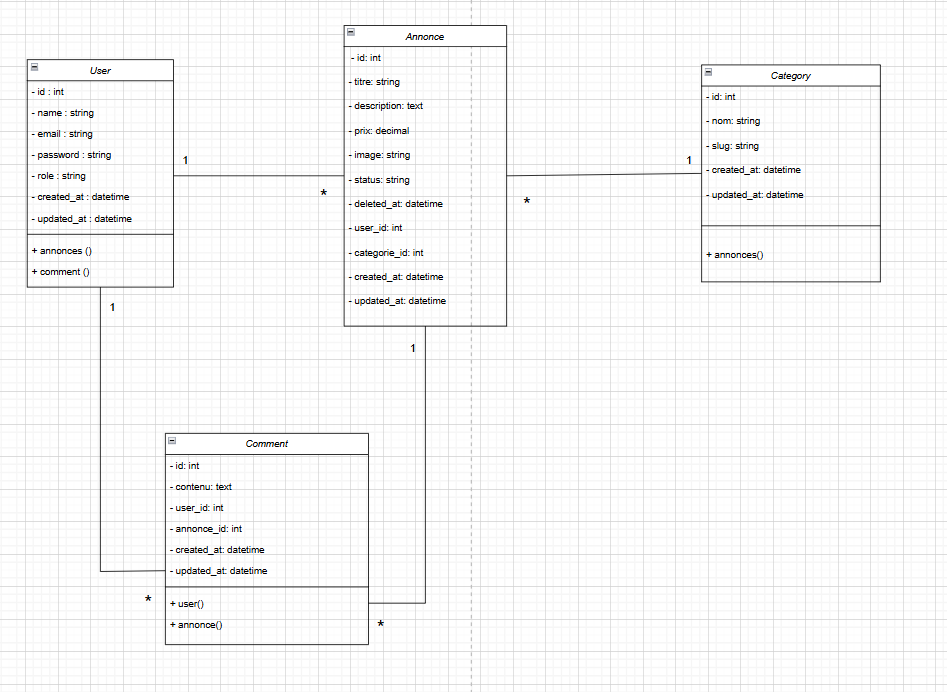 User
- id : int
- name : string
- email : string
- password : string
- role : string
- created_at : datetime
- updated_at : datetime
+ annonces ()
+ comment ()
1
*
Annonce
- id: int
- titre: string
- description: text
- prix: decimal
- image: string
- status: string
- deleted_at: datetime
- user_id: int
- categorie_id: int
- created_at: datetime
- updated_at: datetime
*
1
Category
- id: int
- nom: string
- slug: string
- created_at: datetime
- updated_at: datetime
+ annonces()
1
1
Comment
- id: int
- contenu: text
- user_id: int
- annonce_id: int
- created_at: datetime
- updated_at: datetime
+ user()
+ annonce()
*
*